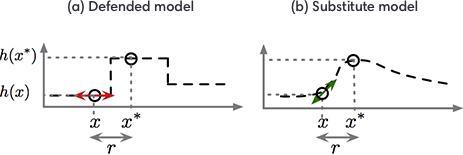 (a) Defended model
(b) Substitute model
h(x*)
h(x)
x
x*
r
x
x*
r